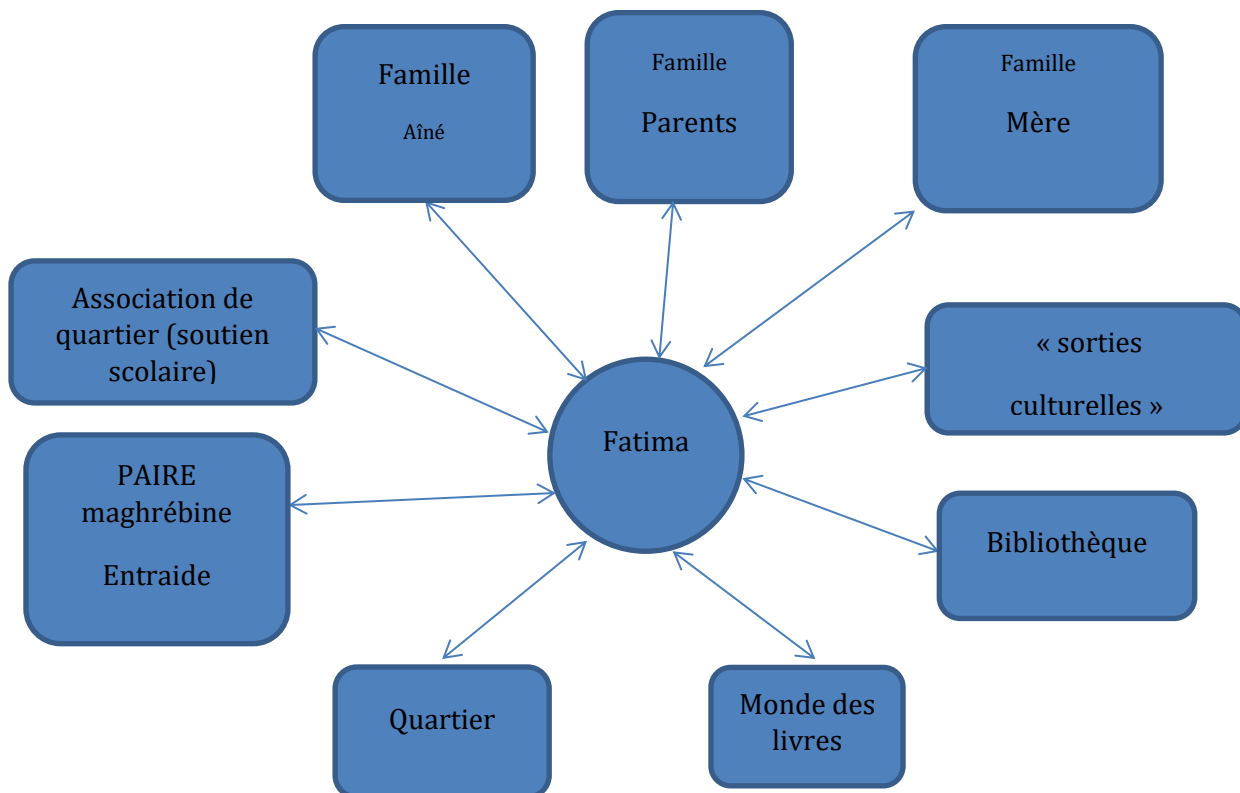 Famille
Aîné
Famille
Parents
Famille
Mère
Association de
quartier (soutien
scolaire)
« sorties
culturelles »
Fatima
PAIRE
maghrébine
Entraide
Bibliothèque
Quartier
Monde des
livres